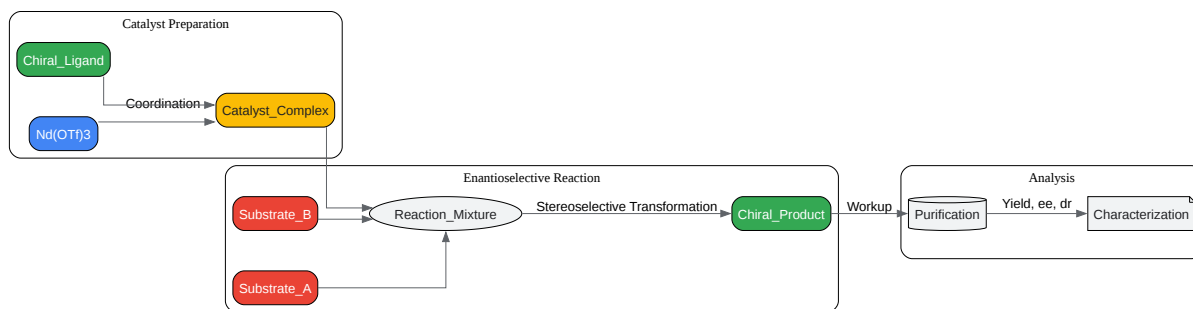 Catalyst Preparation
Chiral_Ligand
Coordination
Catalyst_Complex
Nd(OTf)3
Enantioselective Reaction
Substrate_B
Reaction_Mixture
Stereoselective Transformation
Chiral_Product
Substrate_A
Workup
Analysis
Purification
Yield, ee, dr
Characterization